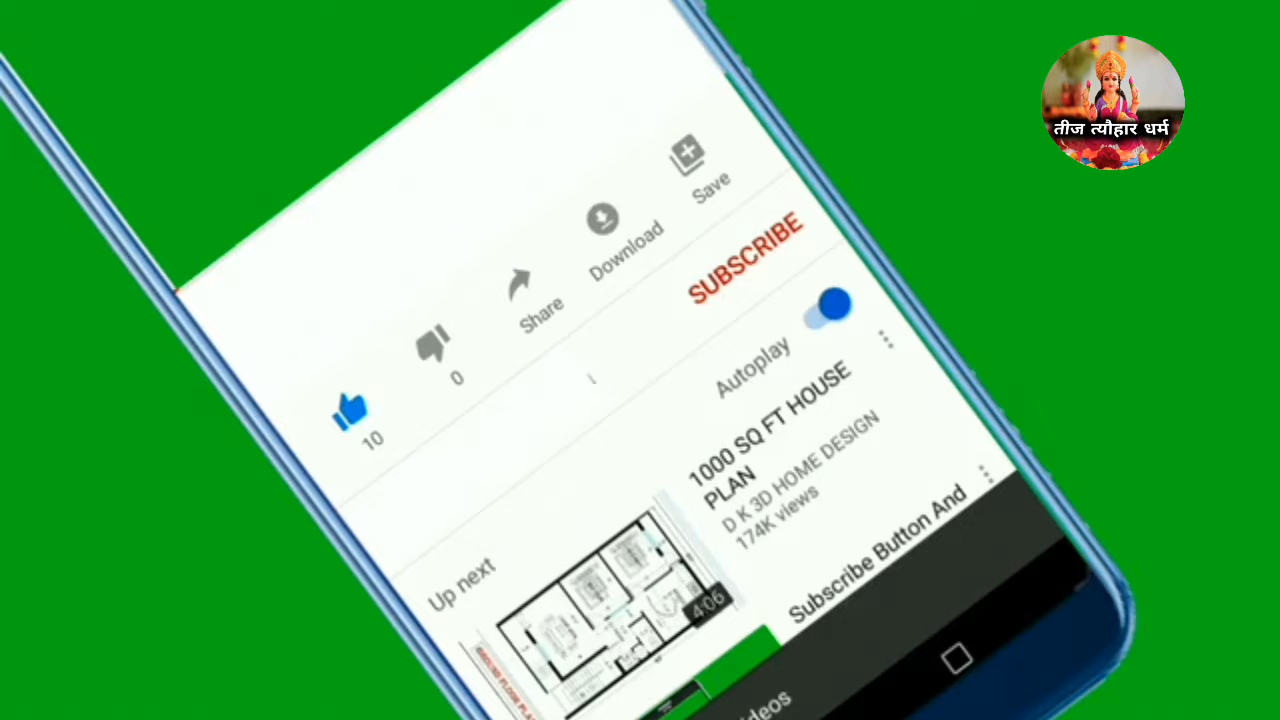 तीज त्यौहार धर्म
Save
Download
Share
0
10
SUBSCRIBE
Autoplay
Up next
1000 SQ FT HOUSE
PLAN
D K 3D HOME DESIGN
174K views
4:06
Subscribe Button And